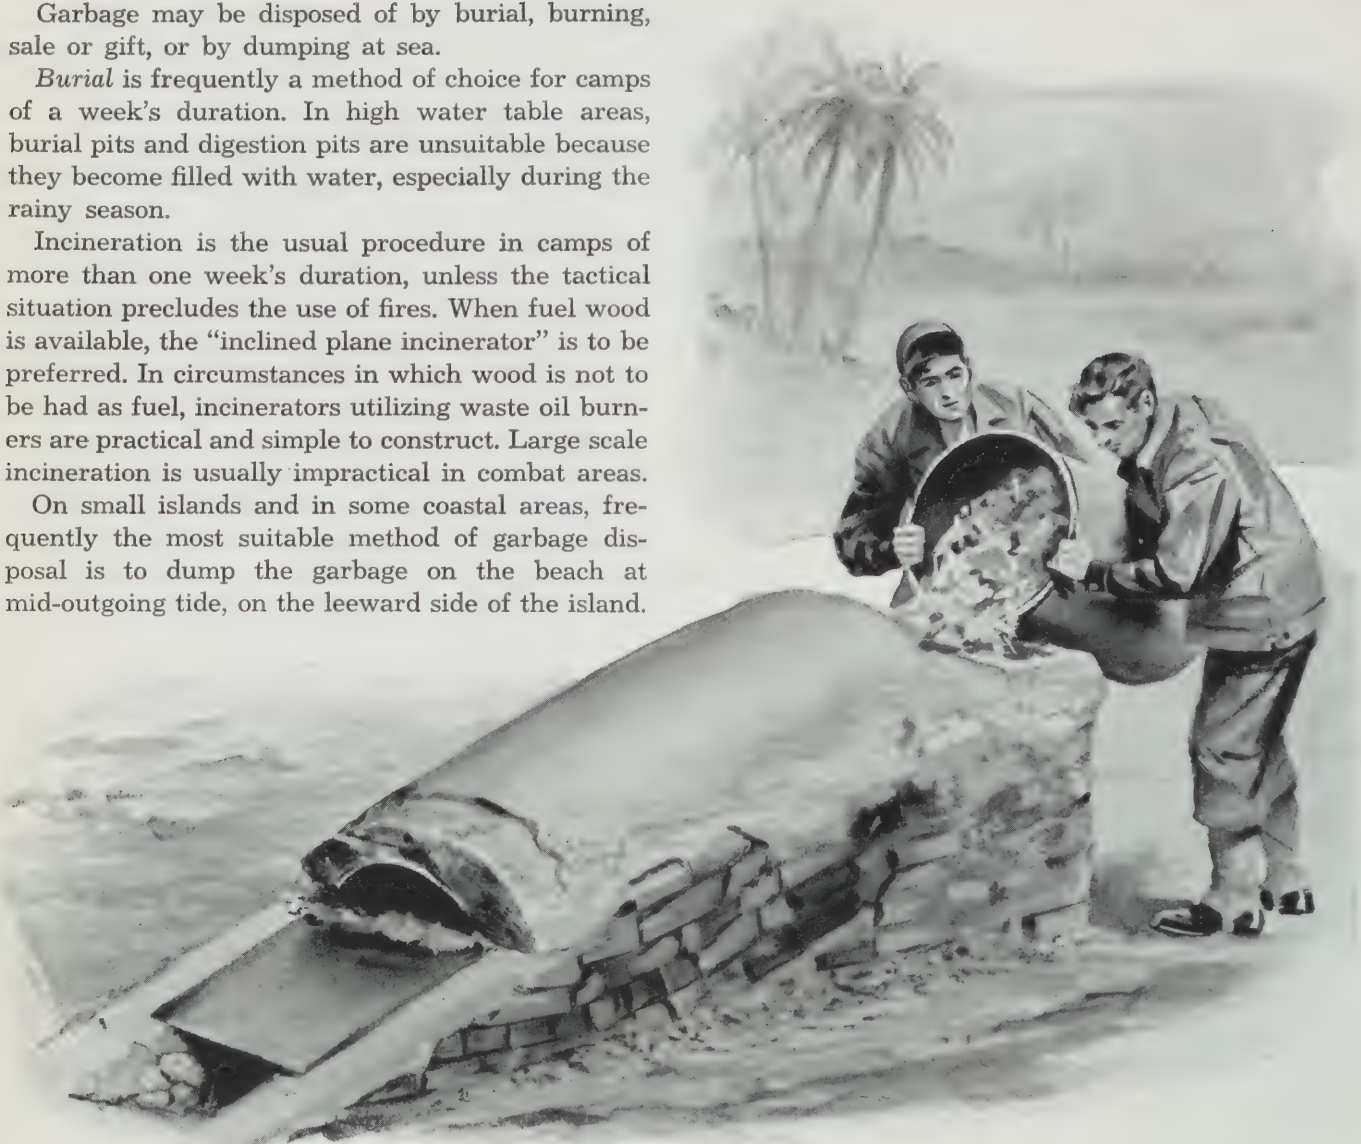 Garbage may be disposed of by burial, burning,
sale or gift, or by dumping at sea.
Burial is frequently a method of choice for camps
of a week's duration. In high water table areas,
burial pits and digestion pits are unsuitable because
they become filled with water, especially during the
rainy season.
Incineration is the usual procedure in camps of
more than one week's duration, unless the tactical
situation precludes the use of fires. When fuel wood
is available, the “inclined plane incinerator” is to be
preferred. In circumstances in which wood is not to
be had as fuel, incinerators utilizing waste oil burn-
ers are practical and simple to construct. Large scale
incineration is usually impractical in combat areas.
On small islands and in some coastal areas, fre-
quently the most suitable method of garbage dis-
posal is to dump the garbage on the beach at
mid-outgoing tide, on the leeward side of the island.